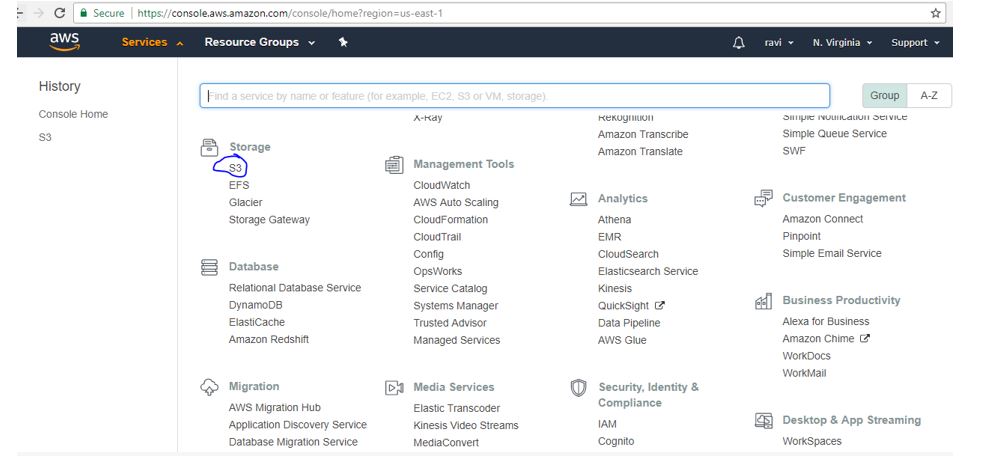 Secure https://console.aws.amazon.com/console/home?region=us-east-1
aws Services Resource Groups ravi N. Virginia Support
History
Console Home
S3
Find a service by name or feature (for example, EC2, S3 or VM, storage).
Group A-Z
Storage
S3
EFS
Glacier
Storage Gateway
Database
Relational Database Service
DynamoDB
ElastiCache
Amazon Redshift
Migration
AWS Migration Hub
Application Discovery Service
Database Migration Service
X-Ray
Management Tools
CloudWatch
AWS Auto Scaling
CloudFormation
CloudTrail
Config
OpsWorks
Service Catalog
Systems Manager
Trusted Advisor
Managed Services
Media Services
Elastic Transcoder
Kinesis Video Streams
MediaConvert
Rekognition
Amazon Transcribe
Amazon Translate
Analytics
Athena
EMR
CloudSearch
Elasticsearch Service
Kinesis
QuickSight
Data Pipeline
AWS Glue
Security, Identity &
Compliance
IAM
Cognito
Simple Notification Service
Simple Queue Service
SWF
Customer Engagement
Amazon Connect
Pinpoint
Simple Email Service
Business Productivity
Alexa for Business
Amazon Chime
WorkDocs
WorkMail
Desktop & App Streaming
WorkSpaces